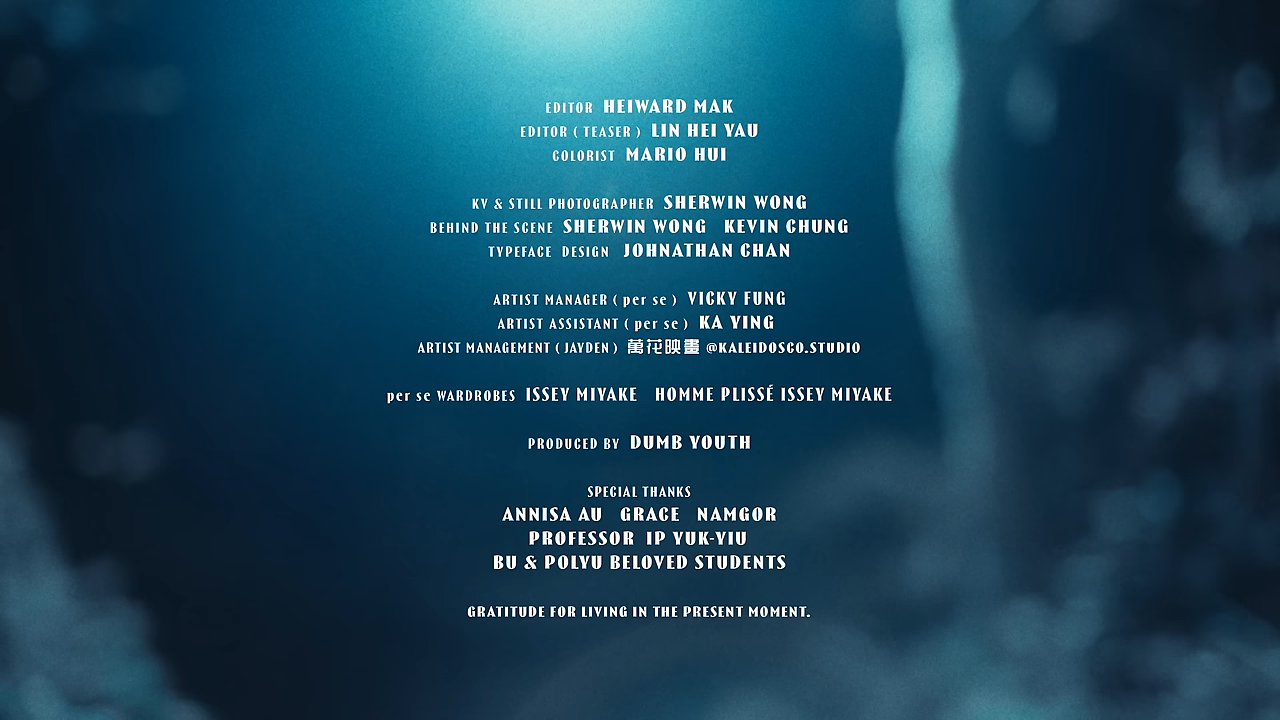 EDITOR HEIWARD MAK
EDITOR ( TEASER ) LIN HEI YAU
COLORIST MARIO HUI
KV & STILL PHOTOGRAPHER SHERWIN WONG
BEHIND THE SCENE SHERWIN WONG KEVIN CHUNG
TYPEFACE DESIGN JOHNATHAN CHAN
ARTIST MANAGER ( per se ) VICKY FUNG
ARTIST ASSISTANT ( per se ) KA YING
ARTIST MANAGEMENT ( JAYDEN ) 萬花映畫 @KALEIDOSCO.STUDIO
per se WARDROBES ISSEY MIYAKE HOMME PLISSÉ ISSEY MIYAKE
PRODUCED BY DUMB YOUTH
SPECIAL THANKS
ANNISA AU GRACE NAMGOR
PROFESSOR IP YUK-YIU
BU & POLYU BELOVED STUDENTS
GRATITUDE FOR LIVING IN THE PRESENT MOMENT.